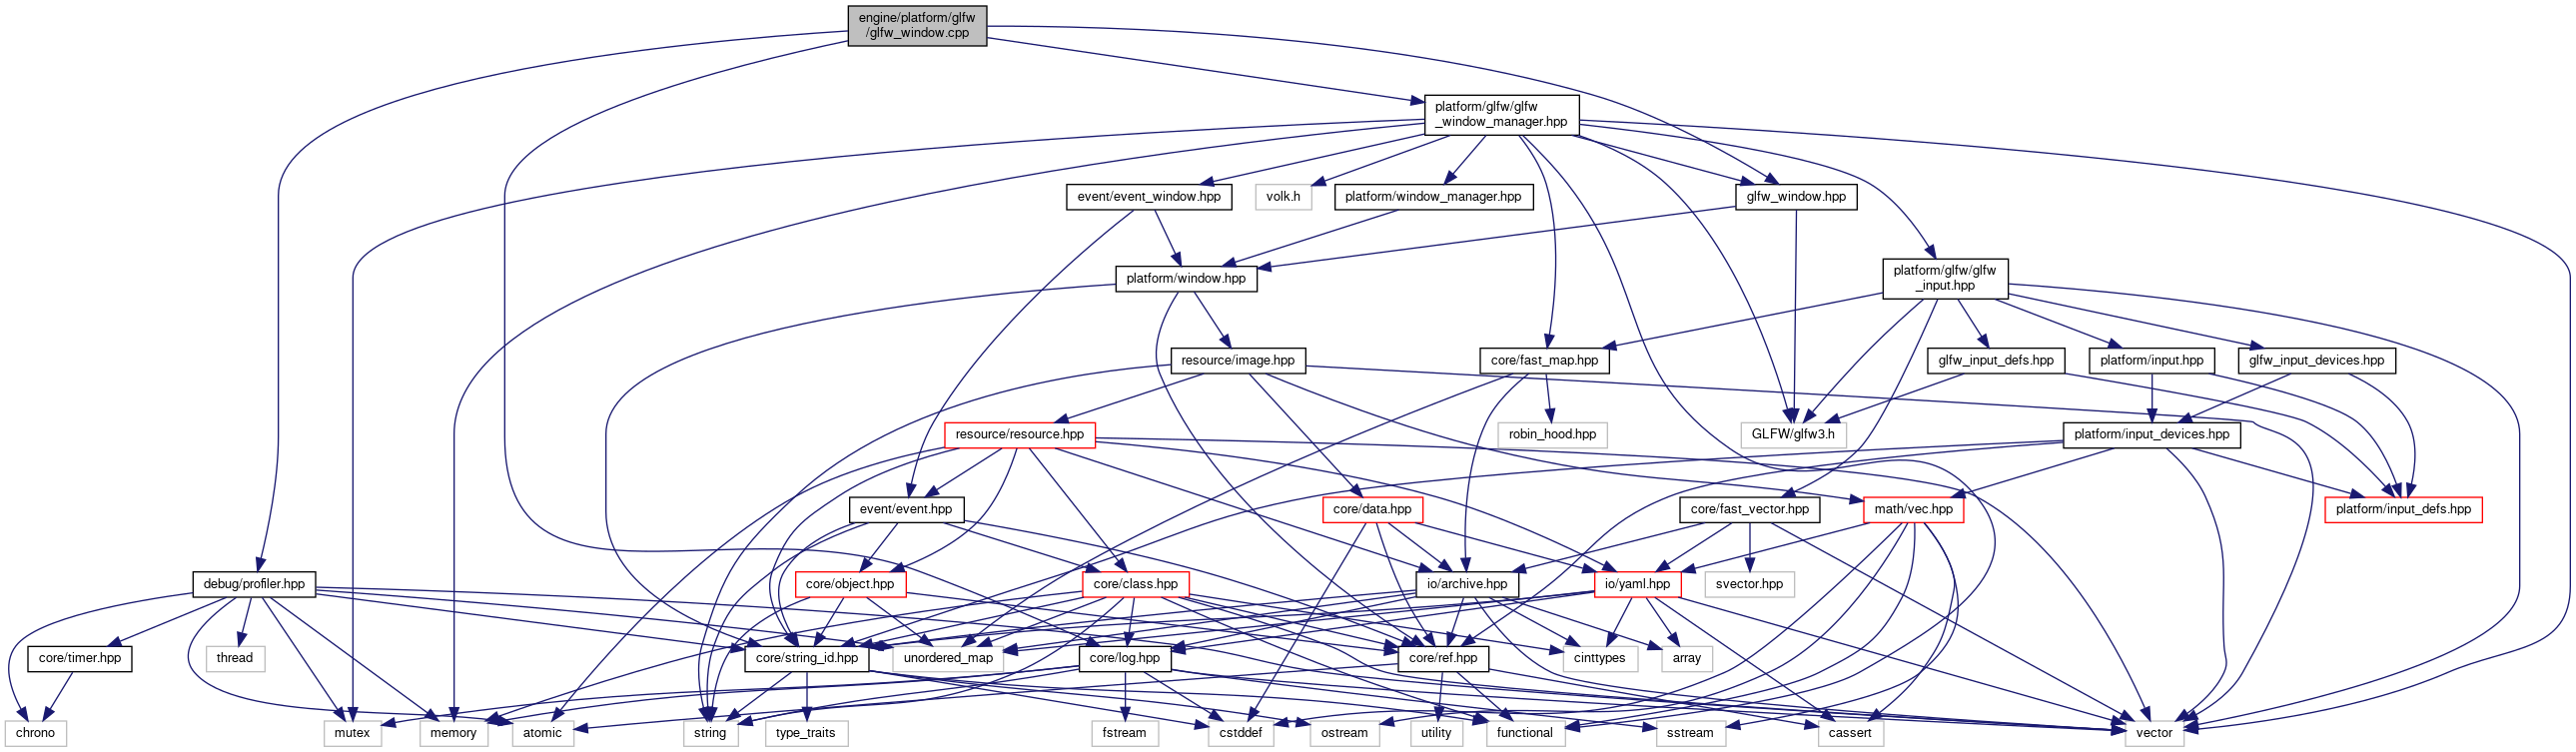 engine/platform/glfw
/glfw_window.cpp
platform/glfw/glfw
_window_manager.hpp
event/event_window.hpp
volk.h
platform/window_manager.hpp
glfw_window.hpp
platform/window.hpp
platform/glfw/glfw
_input.hpp
resource/image.hpp
core/fast_map.hpp
glfw_input_defs.hpp
platform/input.hpp
glfw_input_devices.hpp
resource/resource.hpp
robin_hood.hpp
GLFW/glfw3.h
platform/input_devices.hpp
event/event.hpp
core/data.hpp
core/fast_vector.hpp
math/vec.hpp
platform/input_defs.hpp
debug/profiler.hpp
core/object.hpp
core/class.hpp
io/archive.hpp
io/yaml.hpp
svector.hpp
core/timer.hpp
thread
core/string_id.hpp
unordered_map
core/log.hpp
core/ref.hpp
cinttypes
array
chrono
mutex
memory
atomic
string
type_traits
fstream
cstddef
ostream
utility
functional
sstream
cassert
vector